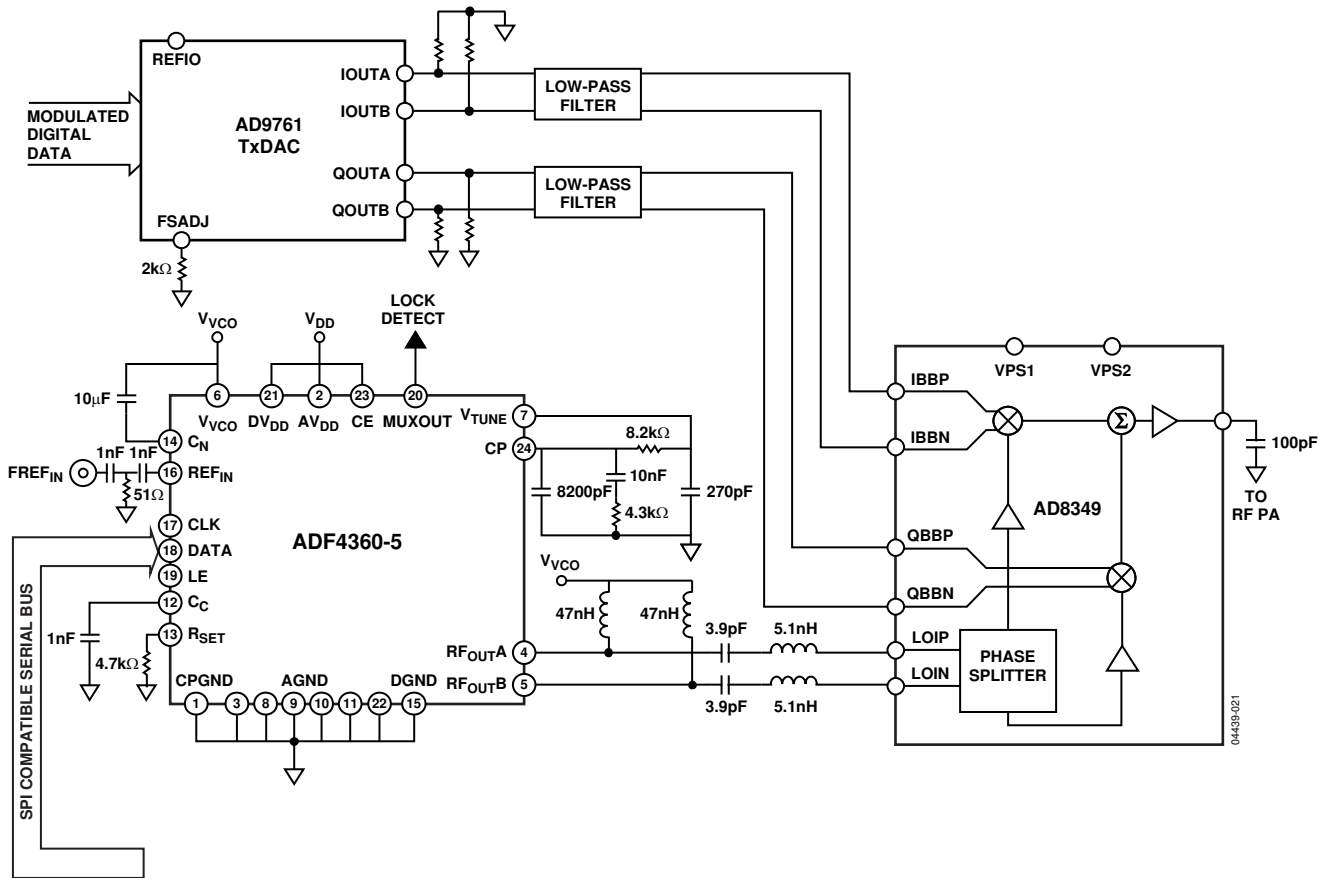 REFIO
IOUTA
LOW-PASS
FILTER
MODULATED
DIGITAL
DATA
AD9761
TxDAC
IOUTB
QOUTA
LOW-PASS
FILTER
QOUTB
FSADJ
2kΩ
LOCK
DETECT
VVCO
VDD
VPS1
VPS2
10µF
6
21
2
23
20
VVCO
DVDD
AVDD
CE
MUXOUT
VTUNE
7
IBBP
14
CN
CP
24
8.2kΩ
Σ
IBBN
1nF
1nF
FREFIN
16
REFIN
51Ω
8200pF
10nF
270pF
4.3kΩ
100pF
TO
RF PA
AD8349
17
CLK
18
DATA
ADF4360-5
19
LE
QBBP
QBBN
VVCO
12
CC
1nF
13
RSET
4.7kΩ
47nH
47nH
3.9pF
5.1nH
RFOUTA
4
LOIP
PHASE
SPLITTER
RFOUTB
5
LOIN
3.9pF
5.1nH
CPGND
AGND
DGND
1
3
8
9
10
11
22
15
SPI COMPATIBLE SERIAL BUS
04439-021